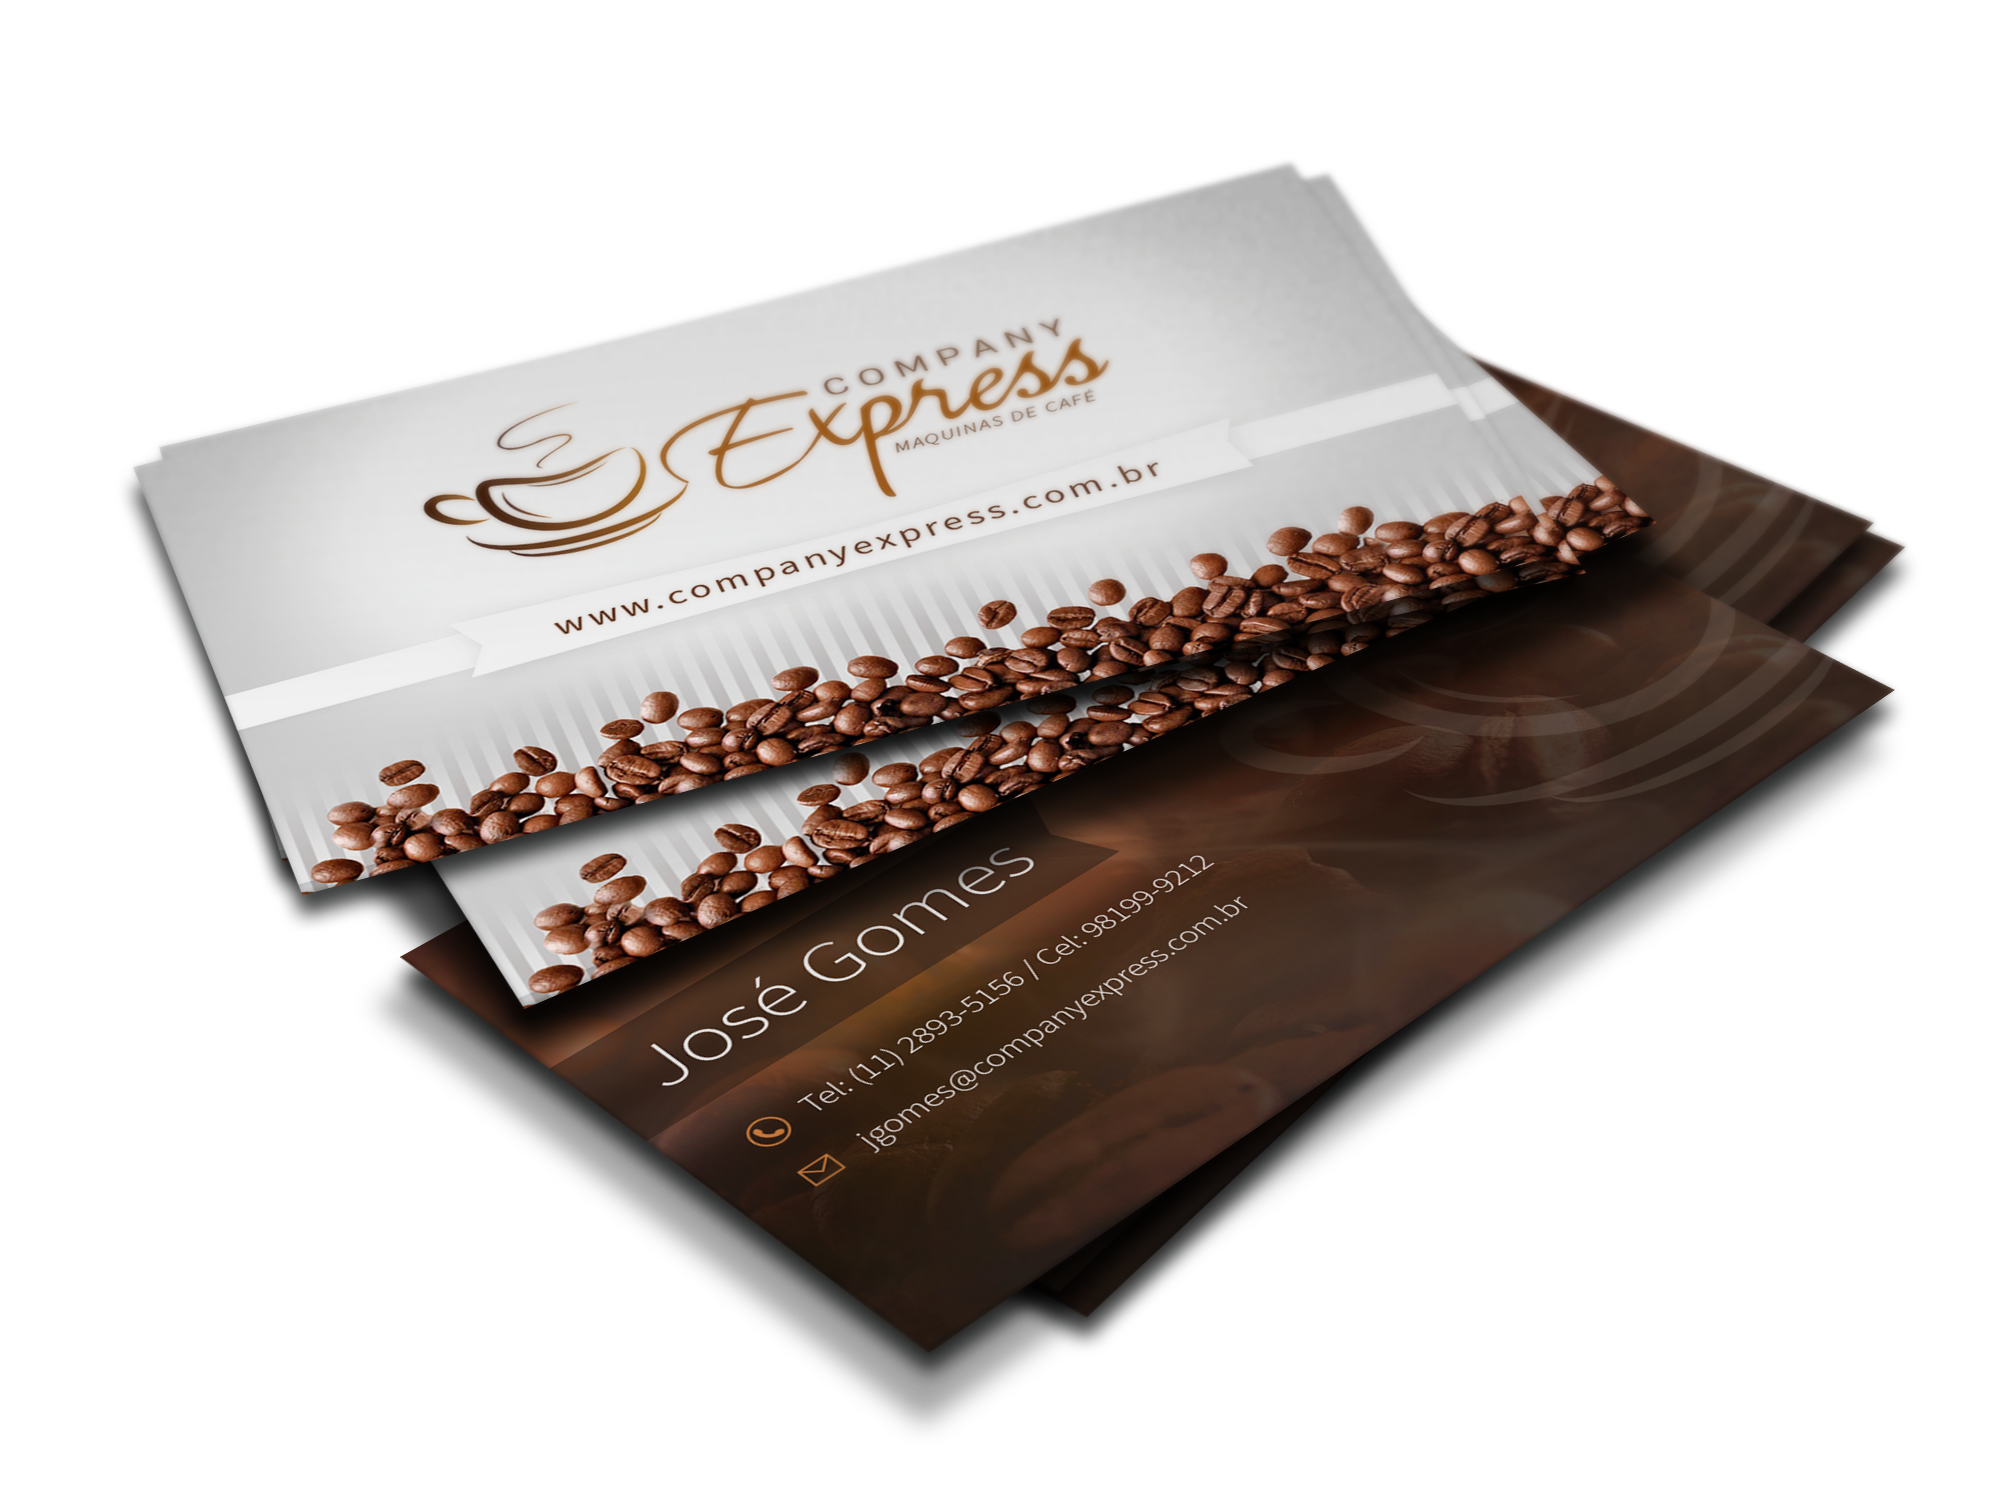 COMPANY
Express
MAQUINAS DE CAFÉ
www.companyexpress.com.br
José Gomes
Tel: (11) 2893-5156 / Cel: 98199-9212
jgomes@companyexpress.com.br